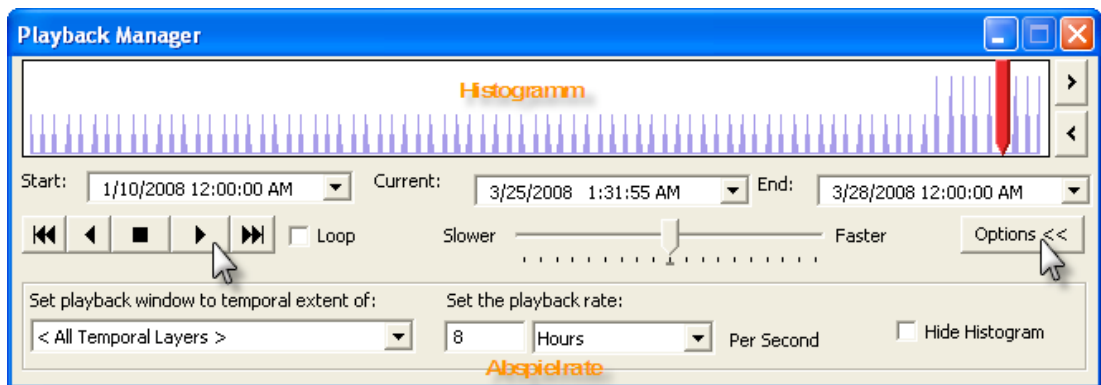 Playback Manager
Histogramm
Start: 1/10/2008 12:00:00 AM Current: 3/25/2008 1:31:55 AM End: 3/28/2008 12:00:00 AM
Loop Slower Faster Options <<
Set playback window to temporal extent of: Set the playback rate:
< All Temporal Layers > 8 Hours Per Second Hide Histogram
Abspielrate